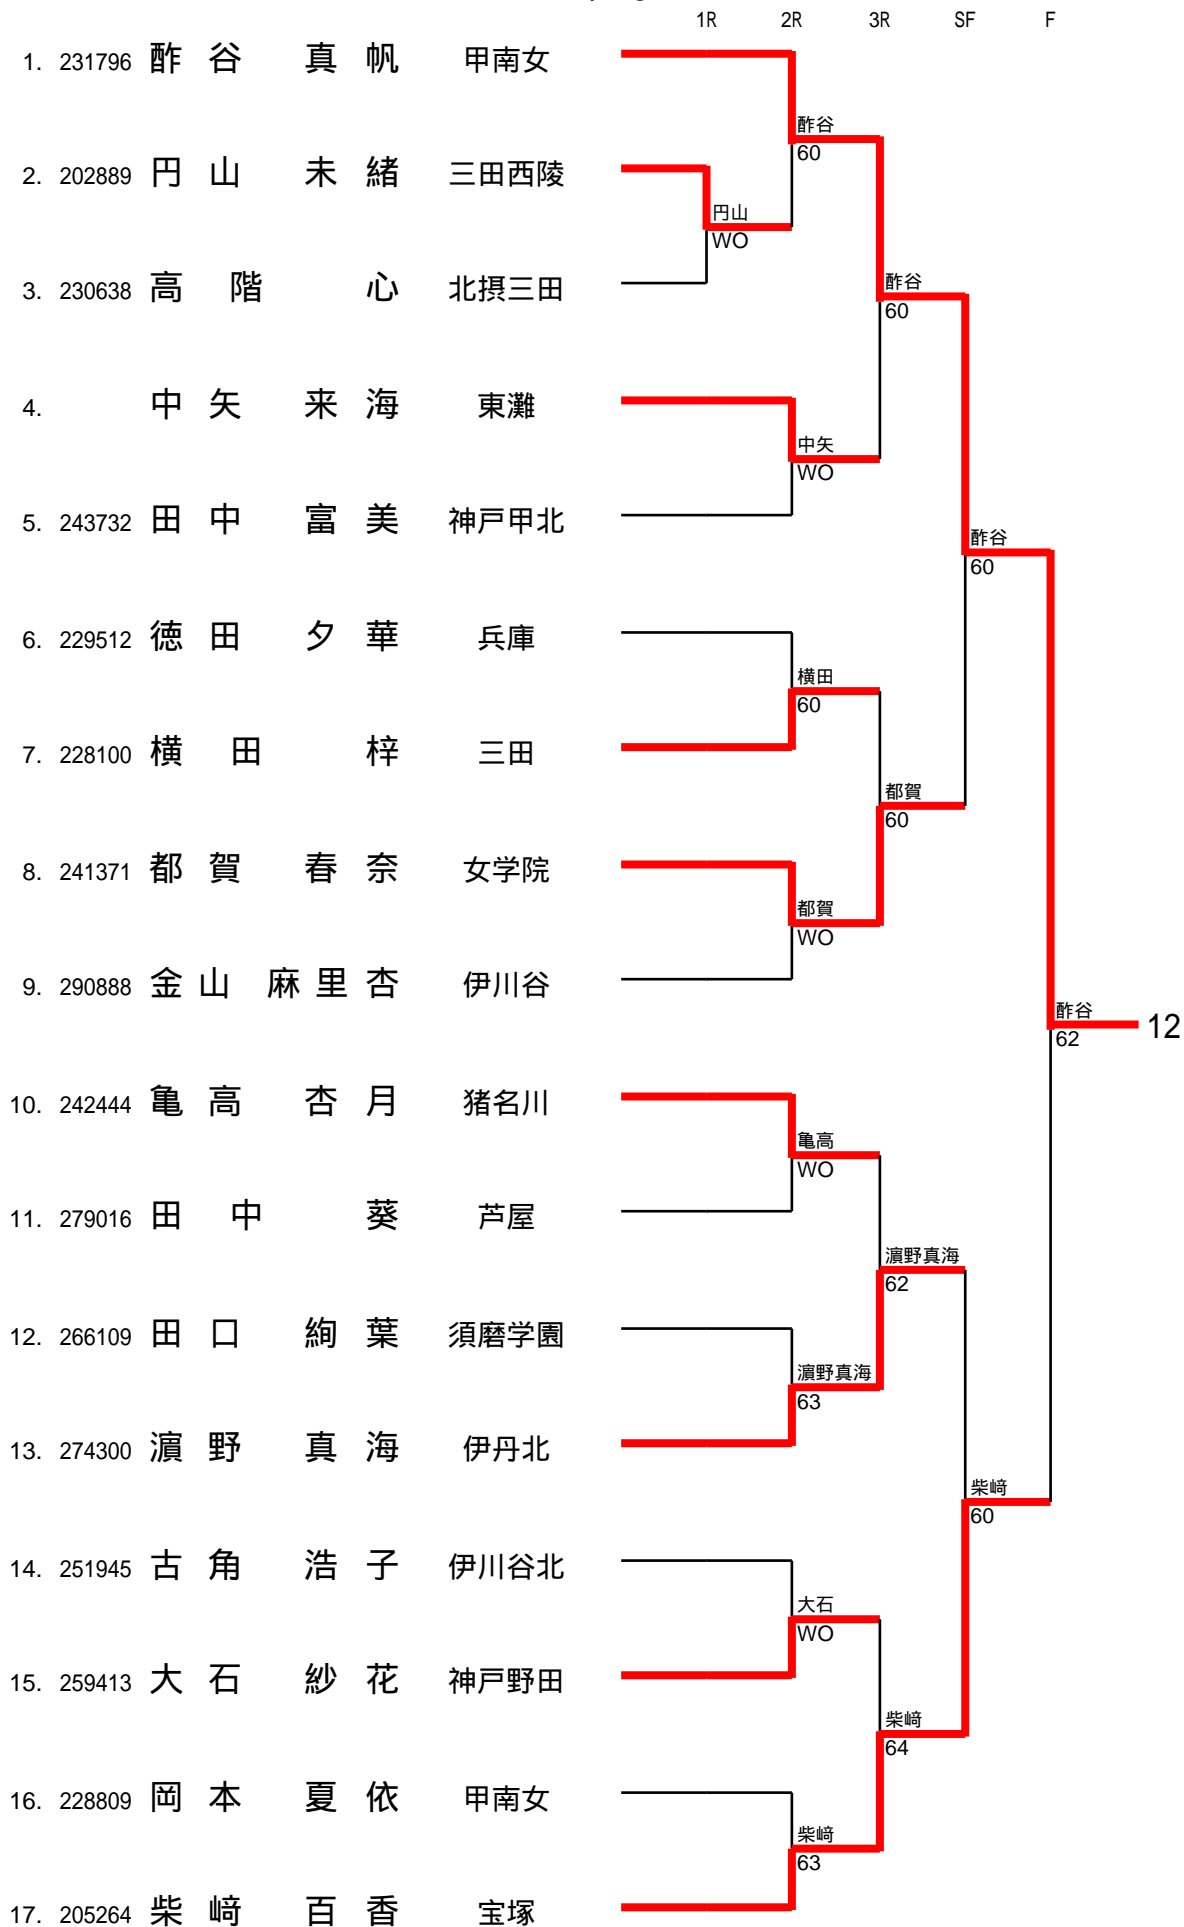 1R 2R 3R SF F
1. 231796 酢谷 真帆 甲南女
酢谷
60
2. 202889 円山 未緒 三田西陵
円山
WO
3. 230638 高階 心 北摂三田
酢谷
60
4. 中矢 来海 東灘
中矢
WO
5. 243732 田中 富美 神戸甲北
酢谷
60
6. 229512 徳田 夕華 兵庫
横田
60
7. 228100 横田 梓 三田
都賀
60
8. 241371 都賀 春奈 女学院
都賀
WO
9. 290888 金山 麻里杏 伊川谷
酢谷
62
12
10. 242444 亀高 杏月 猪名川
亀高
WO
11. 279016 田中 葵 芦屋
濵野真海
62
12. 266109 田口 絢葉 須磨学園
濵野真海
63
13. 274300 濵野 真海 伊丹北
柴﨑
60
14. 251945 古角 浩子 伊川谷北
大石
WO
15. 259413 大石 紗花 神戸野田
柴﨑
64
16. 228809 岡本 夏依 甲南女
柴﨑
63
17. 205264 柴﨑 百香 宝塚